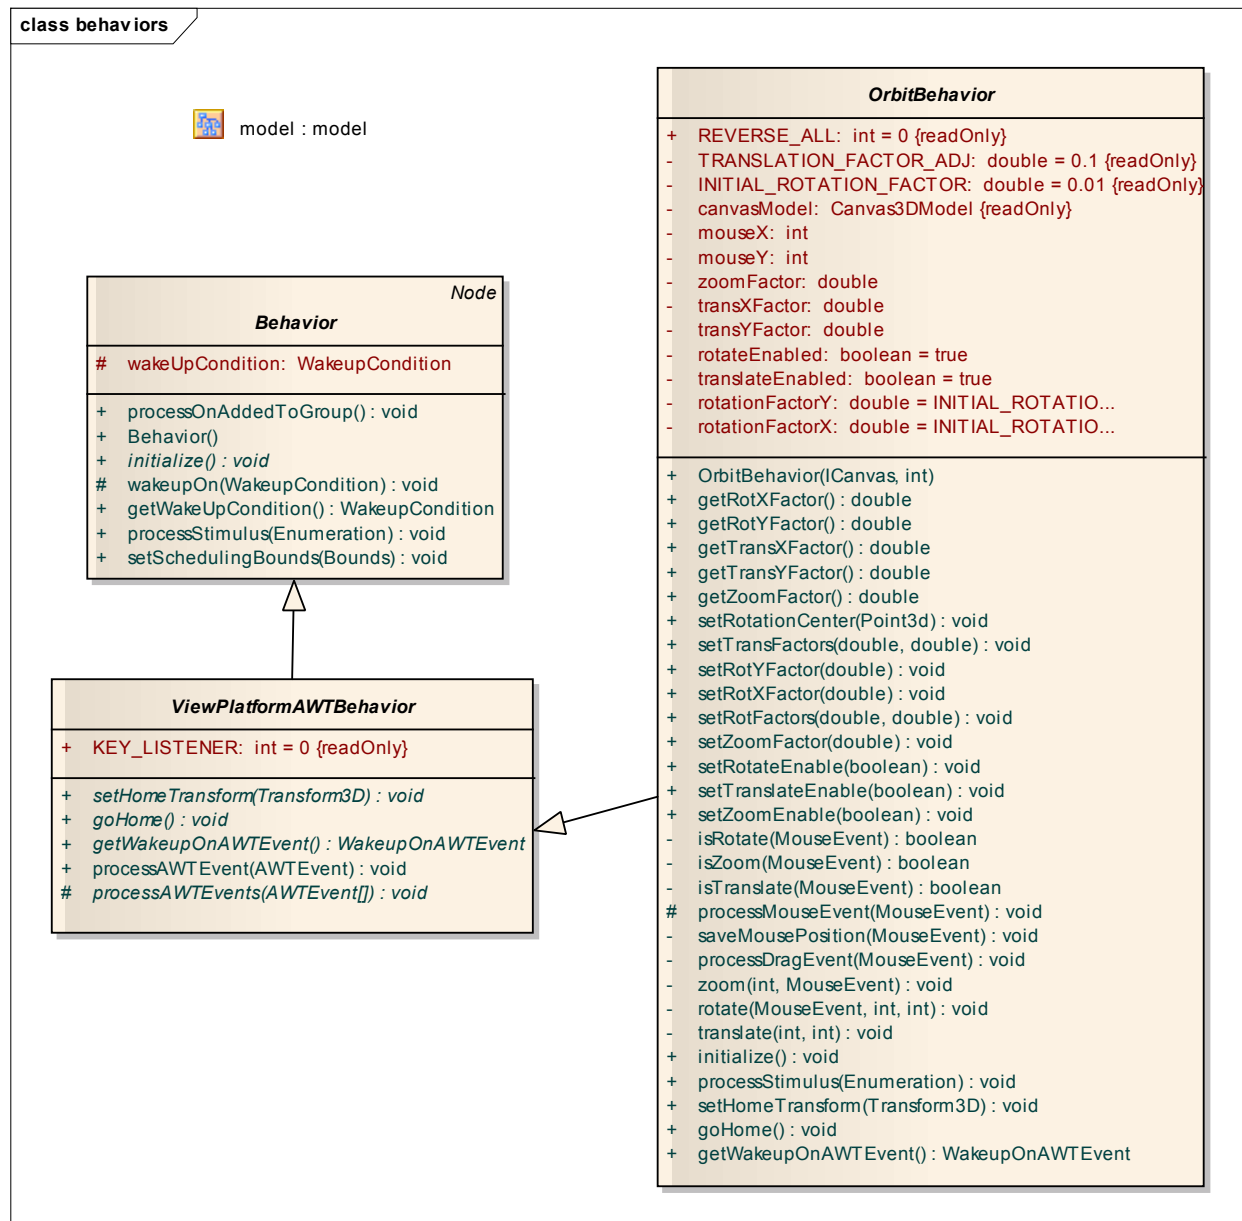 class behaviors
model : model
Node
Behavior
# wakeUpCondition: WakeupCondition
+ processOnAddedToGroup() : void
+ Behavior()
+ initialize() : void
# wakeupOn(WakeupCondition) : void
+ getWakeUpCondition() : WakeupCondition
+ processStimulus(Enumeration) : void
+ setSchedulingBounds(Bounds) : void
ViewPlatformAWTBehavior
+ KEY_LISTENER: int = 0 {readOnly}
+ setHomeTransform(Transform3D) : void
+ goHome() : void
+ getWakeupOnAWTEvent() : WakeupOnAWTEvent
+ processAWTEvent(AWTEvent) : void
# processAWTEvents(AWTEvent[]) : void
OrbitBehavior
+ REVERSE_ALL: int = 0 {readOnly}
- TRANSLATION_FACTOR_ADJ: double = 0.1 {readOnly}
- INITIAL_ROTATION_FACTOR: double = 0.01 {readOnly}
- canvasModel: Canvas3DModel {readOnly}
- mouseX: int
- mouseY: int
- zoomFactor: double
- transXFactor: double
- transYFactor: double
- rotateEnabled: boolean = true
- translateEnabled: boolean = true
- rotationFactorY: double = INITIAL_ROTATIO...
- rotationFactorX: double = INITIAL_ROTATIO...
+ OrbitBehavior(ICanvas, int)
+ getRotXFactor() : double
+ getRotYFactor() : double
+ getTransXFactor() : double
+ getTransYFactor() : double
+ getZoomFactor() : double
+ setRotationCenter(Point3d) : void
+ setTransFactors(double, double) : void
+ setRotYFactor(double) : void
+ setRotXFactor(double) : void
+ setRotFactors(double, double) : void
+ setZoomFactor(double) : void
+ setRotateEnable(boolean) : void
+ setTranslateEnable(boolean) : void
+ setZoomEnable(boolean) : void
- isRotate(MouseEvent) : boolean
- isZoom(MouseEvent) : boolean
- isTranslate(MouseEvent) : boolean
# processMouseEvent(MouseEvent) : void
- saveMousePosition(MouseEvent) : void
- processDragEvent(MouseEvent) : void
- zoom(int, MouseEvent) : void
- rotate(MouseEvent, int, int) : void
- translate(int, int) : void
+ initialize() : void
+ processStimulus(Enumeration) : void
+ setHomeTransform(Transform3D) : void
+ goHome() : void
+ getWakeupOnAWTEvent() : WakeupOnAWTEvent